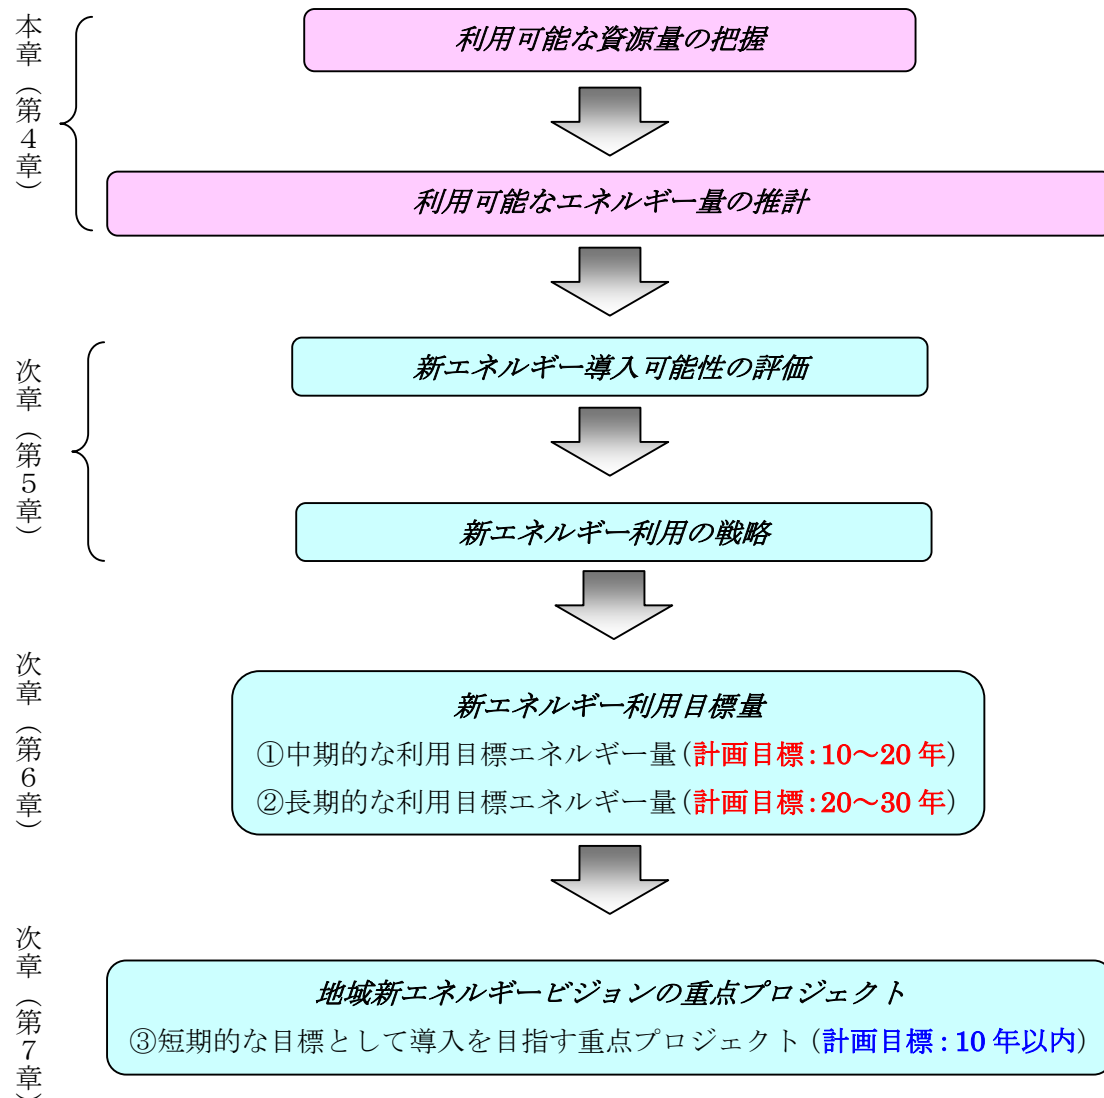 本章（第４章）
利用可能な資源量の把握
利用可能なエネルギー量の推計
次章（第５章）
新エネルギー導入可能性の評価
新エネルギー利用の戦略
次章（第６章）
新エネルギー利用目標量
①中期的な利用目標エネルギー量（計画目標：10～20 年）
②長期的な利用目標エネルギー量（計画目標：20～30 年）
次章（第７章）
地域新エネルギービジョンの重点プロジェクト
③短期的な目標として導入を目指す重点プロジェクト（計画目標：10 年以内）